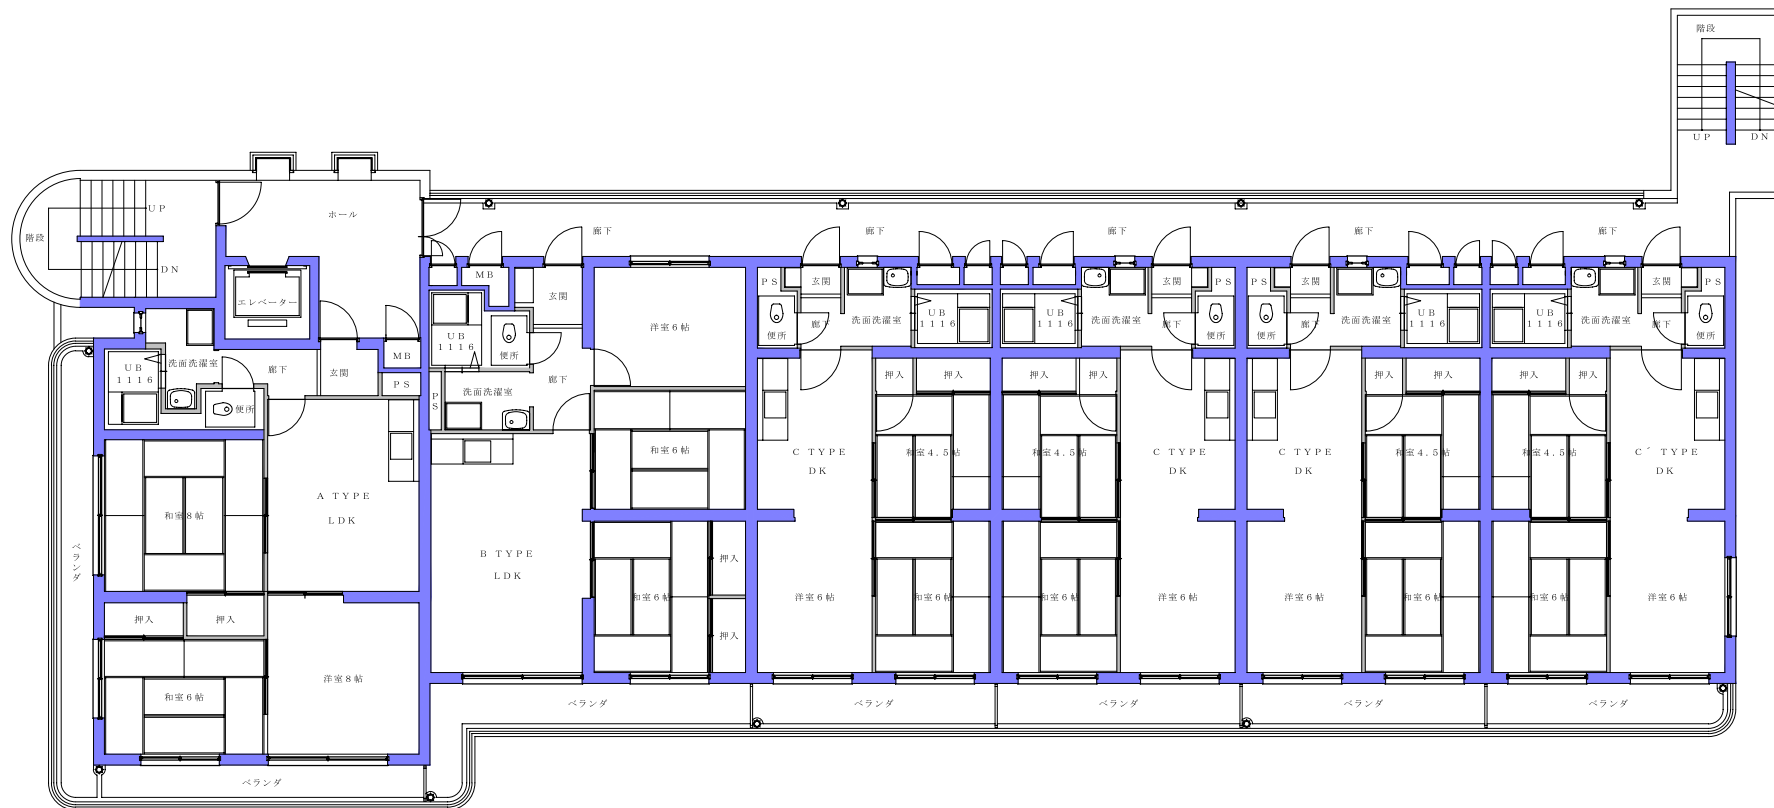 階段
UP
DN
階段
UP
DN
ホール
エレベーター
廊下
廊下
廊下
廊下
廊下
MB
玄関
洋室6帖
UB
1116
便所
洗面洗濯室
廊下
PS
PS
玄関
便所
廊下
洗面洗濯室
UB
1116
UB
1116
洗面洗濯室
玄関
PS
廊下
便所
PS
玄関
便所
廊下
洗面洗濯室
UB
1116
UB
1116
洗面洗濯室
玄関
PS
廊下
便所
洗面洗濯室
UB
1116
廊下
玄関
MB
PS
便所
押入
押入
押入
押入
押入
押入
押入
押入
和室8帖
A TYPE
LDK
和室6帖
B TYPE
LDK
和室6帖
押入
押入
C TYPE
DK
和室4.5帖
和室4.5帖
C TYPE
DK
C TYPE
DK
和室4.5帖
和室4.5帖
C´ TYPE
DK
洋室6帖
和室6帖
和室6帖
洋室6帖
洋室6帖
和室6帖
和室6帖
洋室6帖
ベランダ
押入
押入
和室6帖
洋室8帖
ベランダ
ベランダ
ベランダ
ベランダ
ベランダ
ベランダ